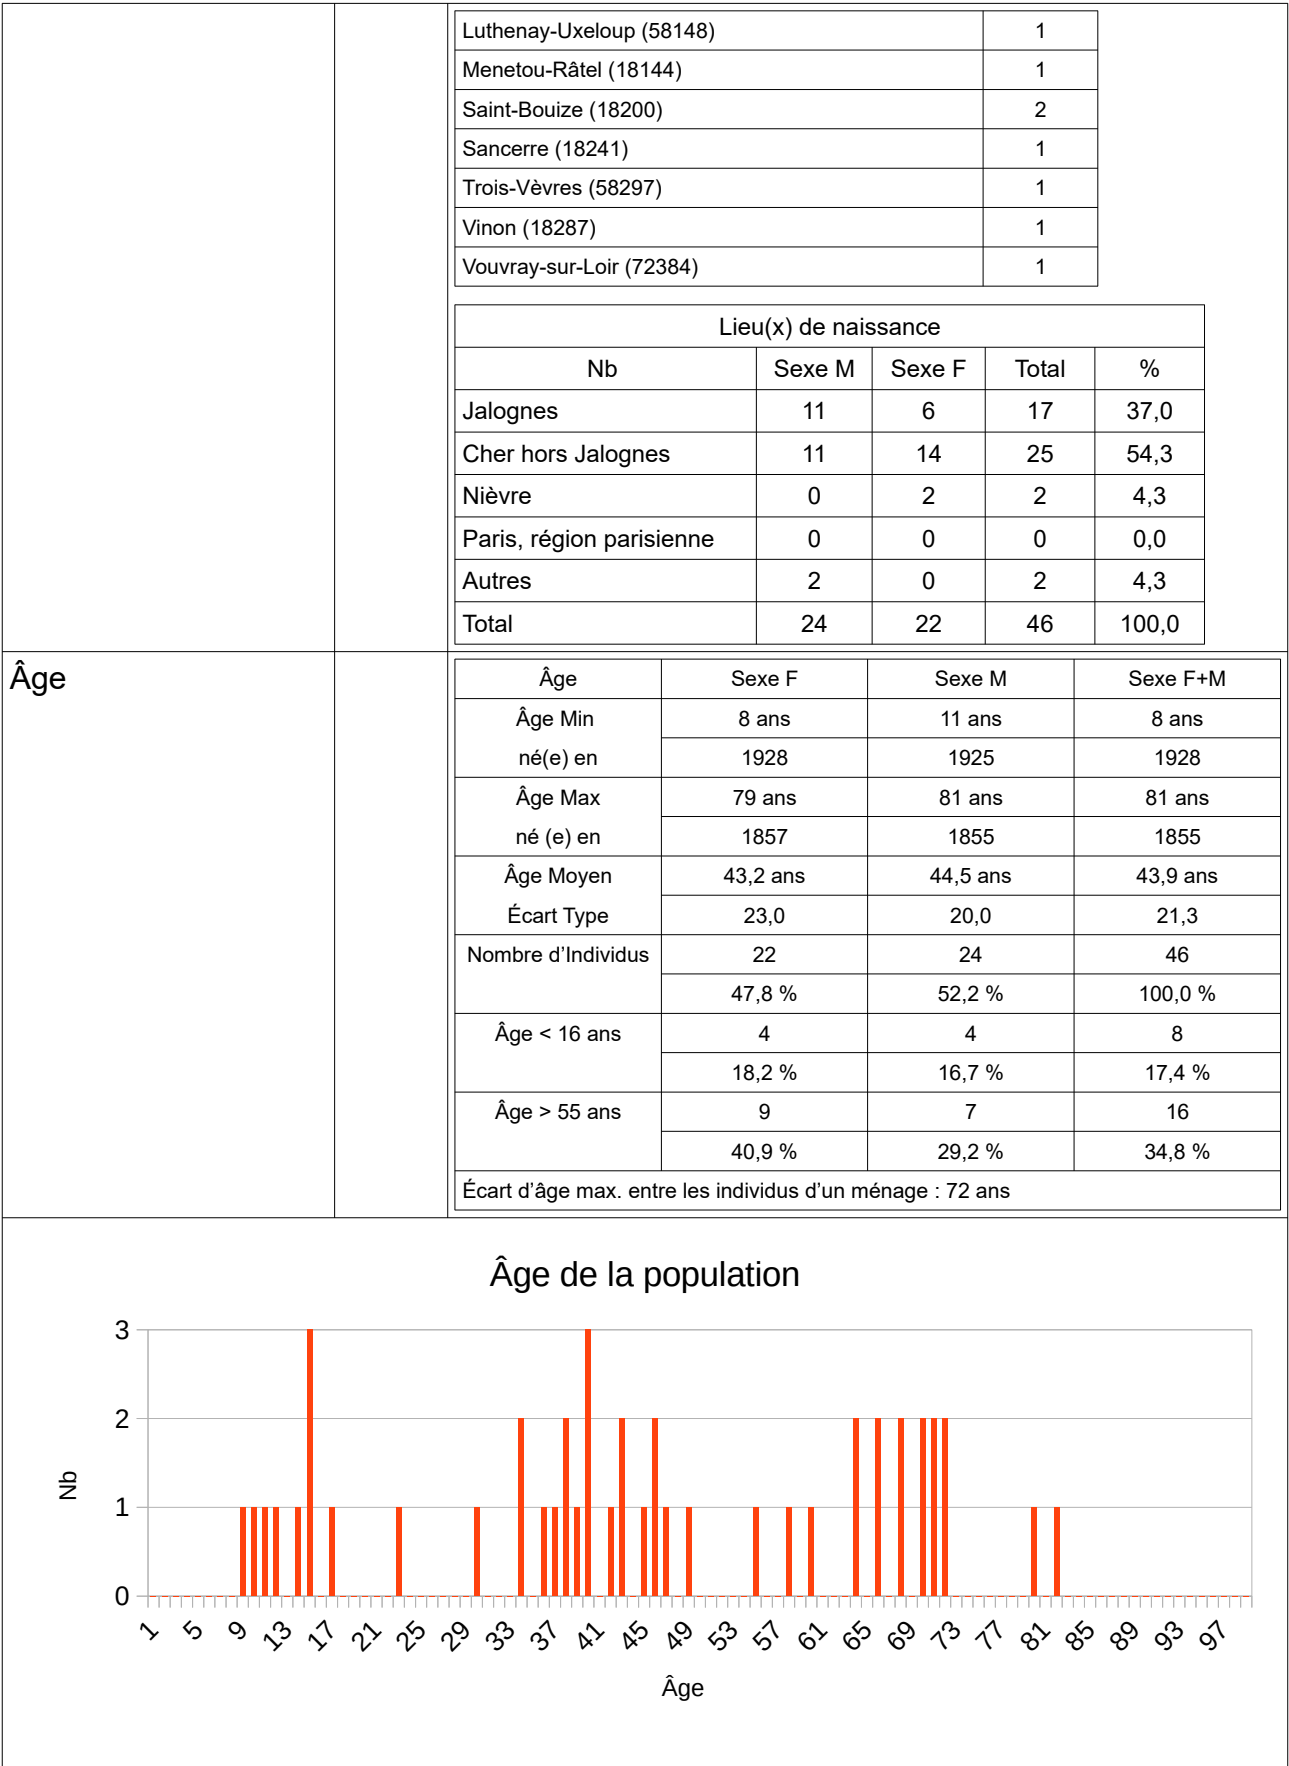 Luthenay-Uxeloup (58148) 1
Menetou-Râtel (18144) 1
Saint-Bouize (18200) 2
Sancerre (18241) 1
Trois-Vèvres (58297) 1
Vinon (18287) 1
Vouvray-sur-Loir (72384) 1
Lieu(x) de naissance
Nb Sexe M Sexe F Total %
Jalognes 11 6 17 37,0
Cher hors Jalognes 11 14 25 54,3
Nièvre 0 2 2 4,3
Paris, région parisienne 0 0 0 0,0
Autres 2 0 2 4,3
Total 24 22 46 100,0
Âge
Âge Sexe F Sexe M Sexe F+M
Âge Min 8 ans 11 ans 8 ans
né(e) en 1928 1925 1928
Âge Max 79 ans 81 ans 81 ans
né (e) en 1857 1855 1855
Âge Moyen 43,2 ans 44,5 ans 43,9 ans
Écart Type 23,0 20,0 21,3
Nombre d’Individus 22 24 46
47,8 % 52,2 % 100,0 %
Âge < 16 ans 4 4 8
18,2 % 16,7 % 17,4 %
Âge > 55 ans 9 7 16
40,9 % 29,2 % 34,8 %
Écart d’âge max. entre les individus d’un ménage : 72 ans
Âge de la population
3
2
1
0
Nb
1 5 9 13 17 21 25 29 33 37 41 45 49 53 57 61 65 69 73 77 81 85 89 93 97
Âge